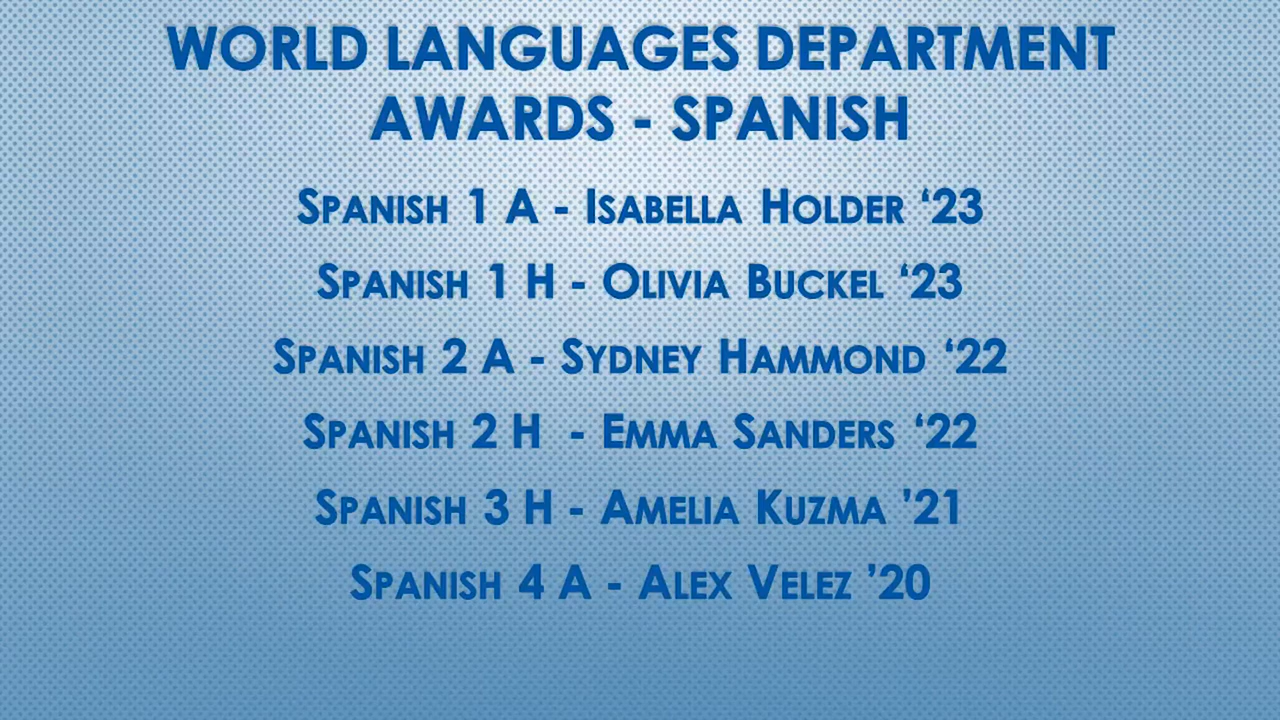 WORLD LANGUAGES DEPARTMENT
AWARDS - SPANISH
SPANISH 1 A - ISABELLA HOLDER ‘23
SPANISH 1 H - OLIVIA BUCKEL ‘23
SPANISH 2 A - SYDNEY HAMMOND ‘22
SPANISH 2 H  - EMMA SANDERS ‘22
SPANISH 3 H - AMELIA KUZMA ’21
SPANISH 4 A - ALEX VELEZ ’20